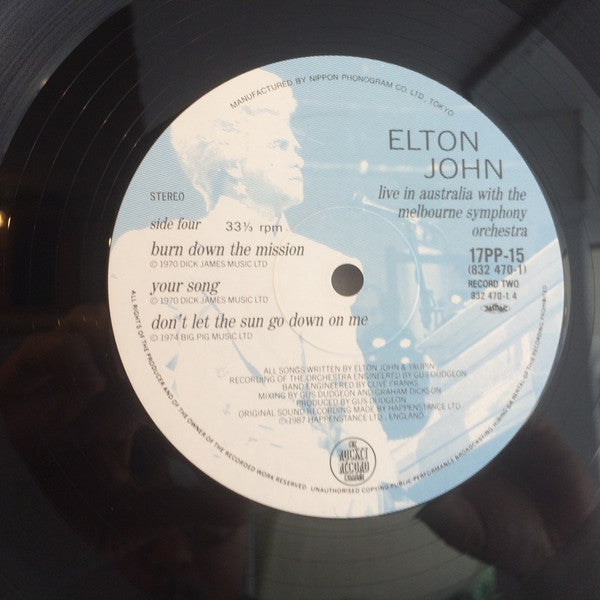 MANUFACTURED BY NIPPON PHONOGRAM CO. LTD., TOKYO
ELTON
JOHN
live in australia with the
melbourne symphony
orchestra
STEREO
side four 33⅓ rpm
17PP-15
(832 470-1)
RECORD TWO
832 470-1.4
burn down the mission
© 1970 DICK JAMES MUSIC LTD
your song
© 1970 DICK JAMES MUSIC LTD
don't let the sun go down on me
© 1974 BIG PIG MUSIC LTD
ALL SONGS WRITTEN BY ELTON JOHN & TAUPIN
RECORDING OF THE ORCHESTRA ENGINEERED BY GUS DUDGEON
BAND ENGINEERED BY CLIVE FRANKS
MIXING BY GUS DUDGEON AND GRAHAM DICKSON
PRODUCED BY GUS DUDGEON
ORIGINAL SOUND RECORDING MADE BY HAPPENSTANCE LTD.
℗©1987 HAPPENSTANCE LTD., ENGLAND
THE
ROCKET
RECORD
COMPANY
ALL RIGHTS OF THE PRODUCER AND OF THE OWNER OF THE RECORDED WORK RESERVED. UNAUTHORISED COPYING PUBLIC PERFORMANCE BROADCASTING HIRING OR RENTAL OF THIS RECORDING PROHIBITED